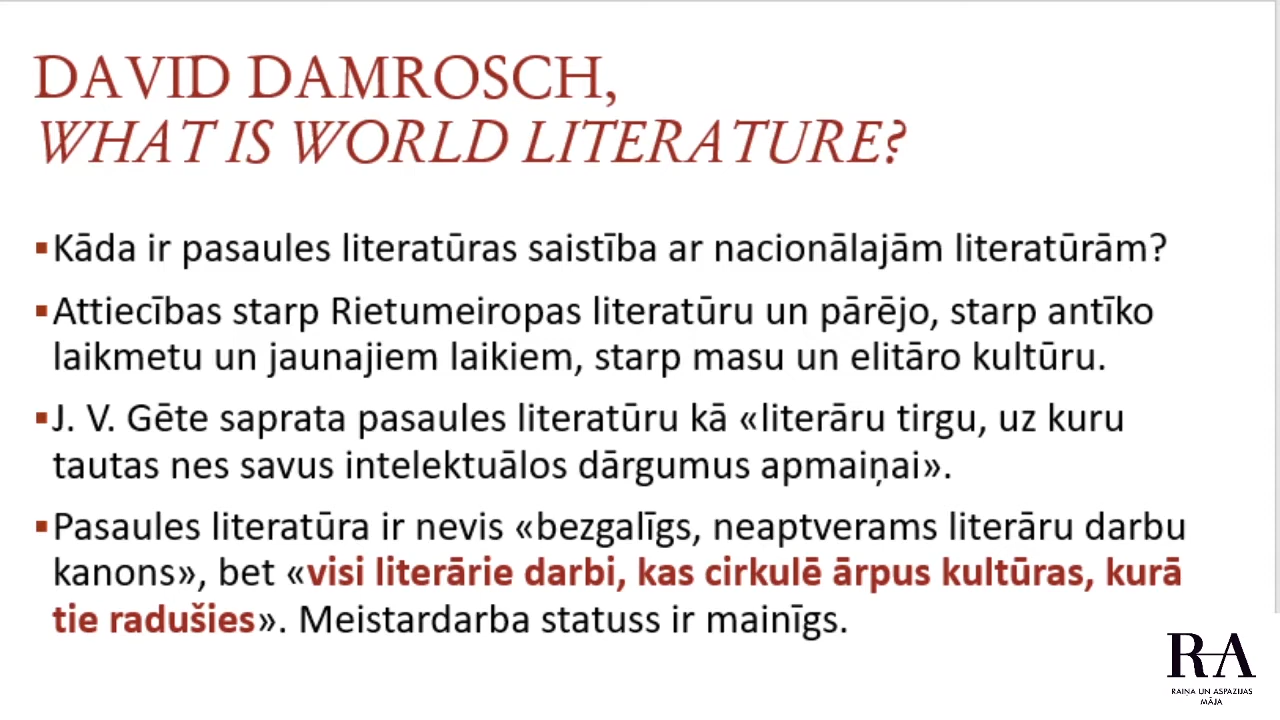 DAVID DAMROSCH,
WHAT IS WORLD LITERATURE?
▪Kāda ir pasaules literatūras saistība ar nacionālajām literatūrām?
▪Attiecības starp Rietumeiropas literatūru un pārējo, starp antīko
laikmetu un jaunajiem laikiem, starp masu un elitāro kultūru.
▪J. V. Gēte saprata pasaules literatūru kā «literāru tirgu, uz kuru
tautas nes savus intelektuālos dārgumus apmaiņai».
▪Pasaules literatūra ir nevis «bezgalīgs, neaptverams literāru darbu
kanons», bet «visi literārie darbi, kas cirkulē ārpus kultūras, kurā
tie radušies». Meistardarba statuss ir mainīgs.
RA
RAIŅA UN ASPAZIJAS
MĀJA